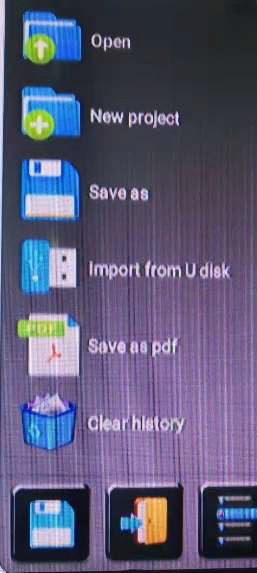 Open
New project
Save as
Import from U disk
PDF
Save as pdf
Clear history